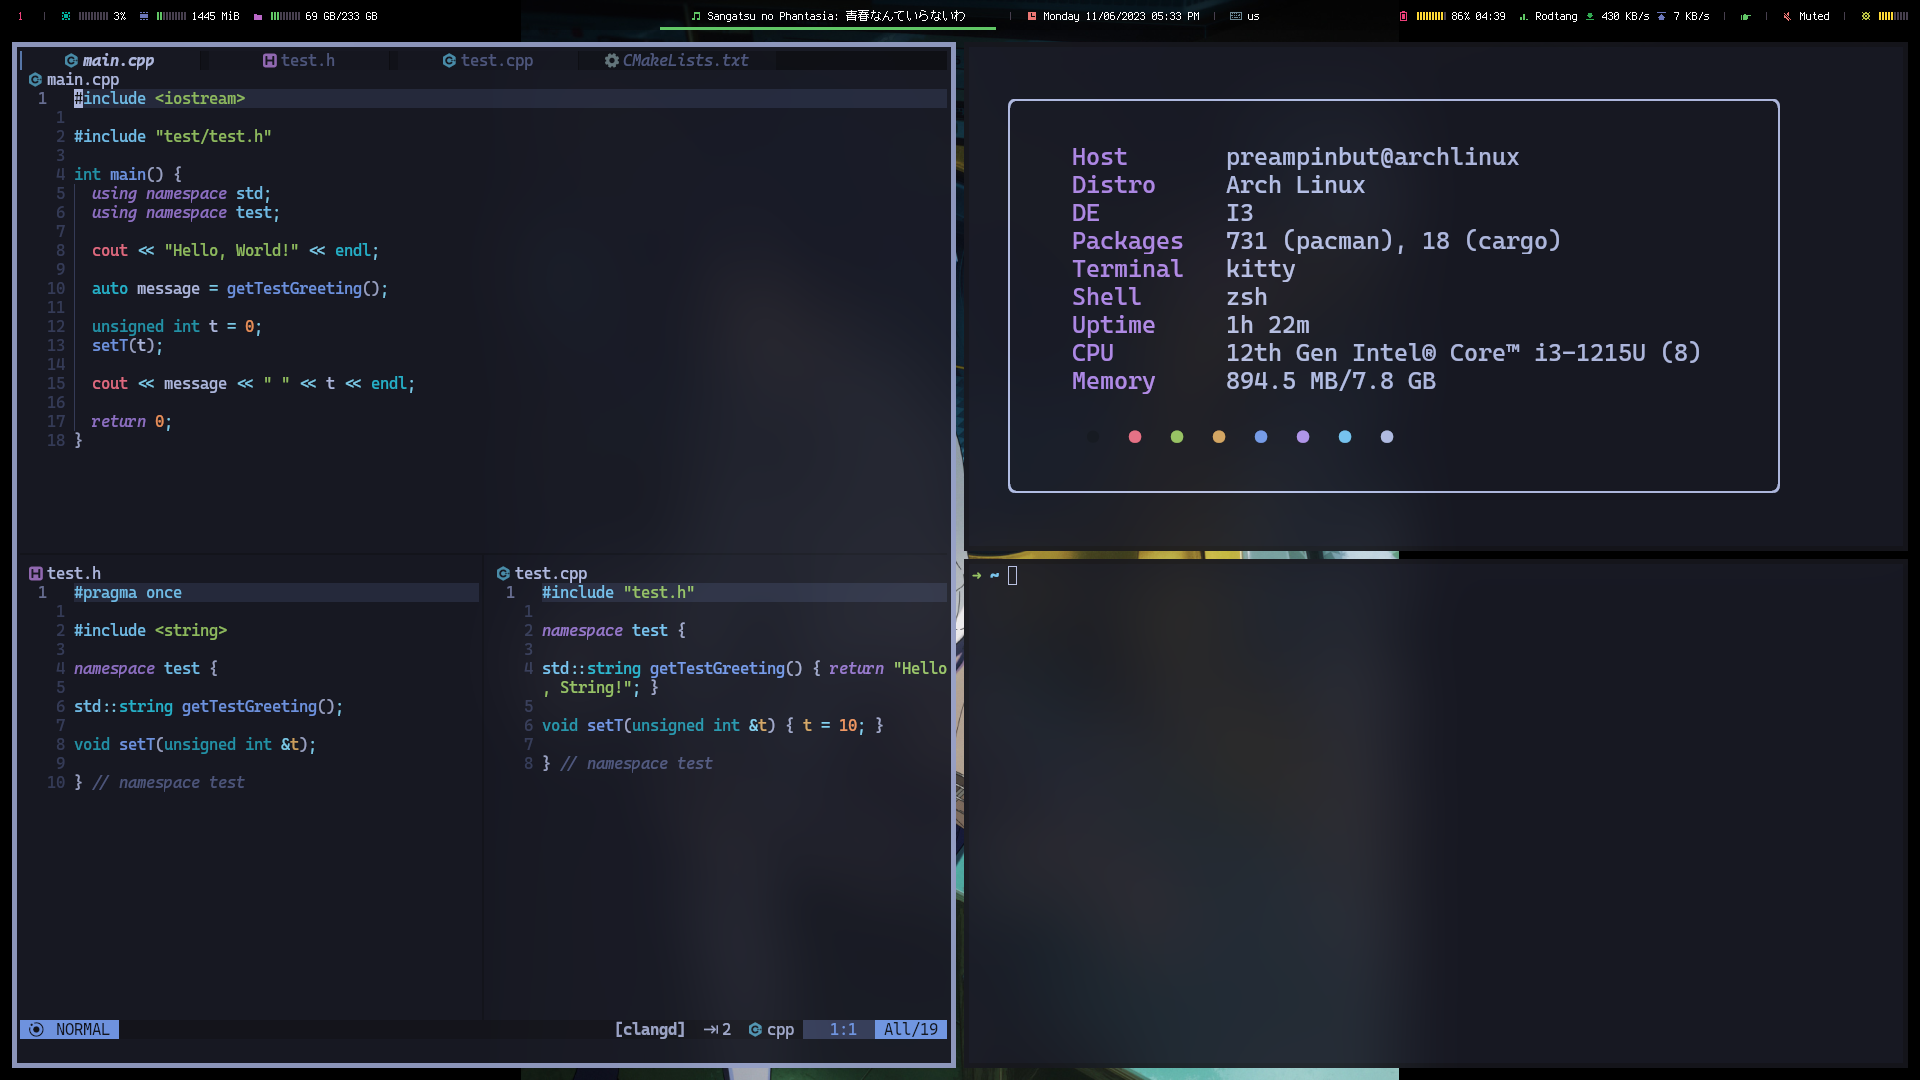 1 3% 1445 MiB 69 GB/233 GB Sangatsu no Phantasia: 青春なんていらないわ Monday 11/06/2023 05:33 PM us 86% 04:39 Rodtang 430 KB/s 7 KB/s Muted
main.cpp test.h test.cpp CMakeLists.txt
main.cpp
1 #include <iostream>
1
2 #include "test/test.h"
3
4 int main() {
5 using namespace std;
6 using namespace test;
7
8 cout << "Hello, World!" << endl;
9
10 auto message = getTestGreeting();
11
12 unsigned int t = 0;
13 setT(t);
14
15 cout << message << " " << t << endl;
16
17 return 0;
18 }
test.h
1 #pragma once
1
2 #include <string>
3
4 namespace test {
5
6 std::string getTestGreeting();
7
8 void setT(unsigned int &t);
9
10 } // namespace test
test.cpp
1 #include "test.h"
1
2 namespace test {
3
4 std::string getTestGreeting() { return "Hello
, String!"; }
5
6 void setT(unsigned int &t) { t = 10; }
7
8 } // namespace test
NORMAL [clangd] 2 cpp 1:1 All/19
Host preampinbut@archlinux
Distro Arch Linux
DE I3
Packages 731 (pacman), 18 (cargo)
Terminal kitty
Shell zsh
Uptime 1h 22m
CPU 12th Gen Intel® Core™ i3-1215U (8)
Memory 894.5 MB/7.8 GB
➜ ~